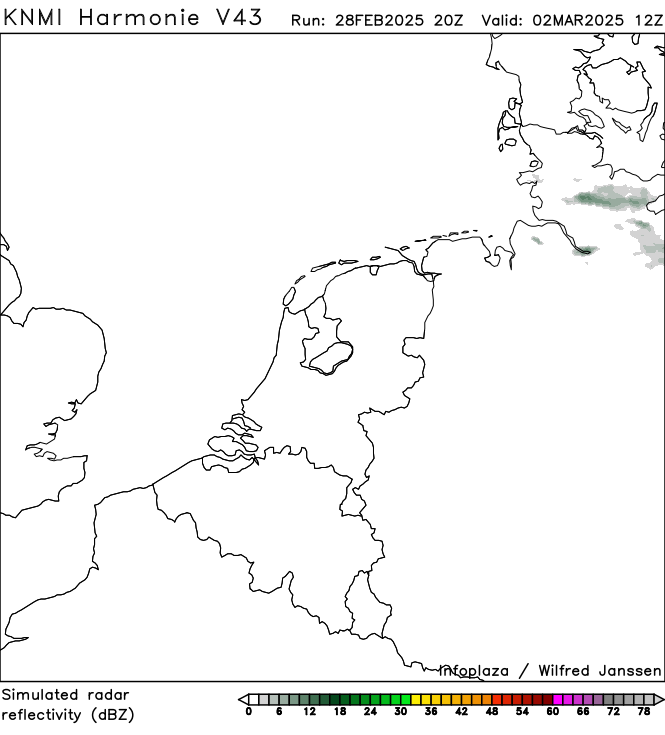 KNMI Harmonie V43 Run: 28FEB2025 20Z Valid: 02MAR2025 12Z
infoplaza / Wilfred Janssen
Simulated radar
reflectivity (dBZ)
0 6 12 18 24 30 36 42 48 54 60 66 72 78